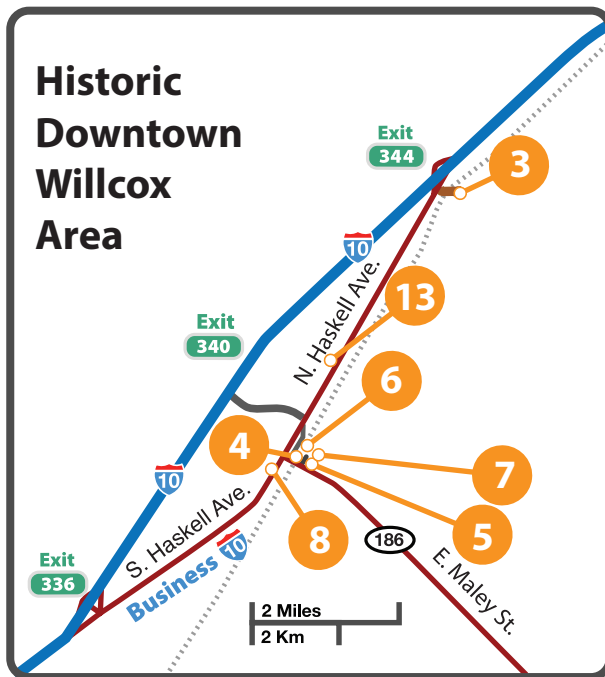 Historic
Downtown
Willcox
Area
Exit
344
3
10
N. Haskell Ave.
13
Exit
340
6
4
7
10
8
5
S. Haskell Ave.
186
Exit
336
Business 10
E. Maley St.
2 Miles
2 Km